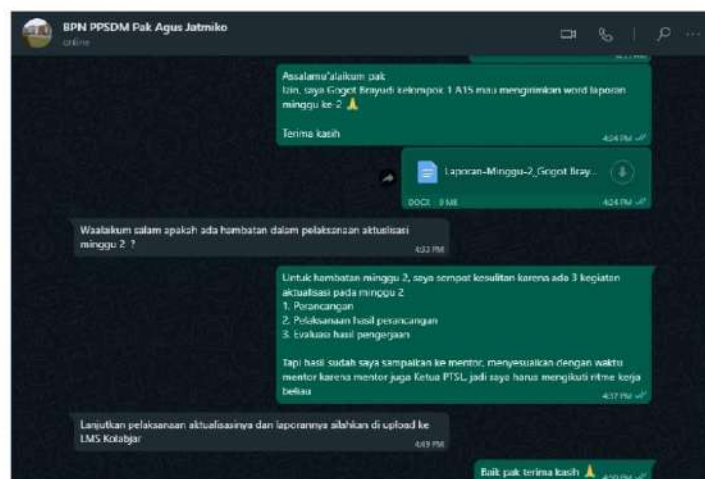 BPN PPSDM Pak Agus Jatmiko
online
Assalamu'alaikum pak
Izin, saya Gogot Brayudi kelompok 1 A15 mau mengirimkan word laporan
minggu ke-2 🙏
Terima kasih
4:24 PM
Laporan-Minggu-2_Gogot Bray...
DOCX 9 MB
4:24 PM
Waalaikum salam apakah ada hambatan dalam pelaksanaan aktualisasi
minggu 2 ?
4:33 PM
Untuk hambatan minggu 2, saya sempat kesulitan karena ada 3 kegiatan
aktualisasi pada minggu 2
1. Perancangan
2. Pelaksanaan hasil perancangan
3. Evaluasi hasil pengerjaan
Tapi hasil sudah saya sampaikan ke mentor, menyesuaikan dengan waktu
mentor karena mentor juga Ketua PTSL, jadi saya harus mengikuti ritme kerja
beliau
4:37 PM
Lanjutkan pelaksanaan aktualisasinya dan laporannya silahkan di upload ke
LMS Kolabjar
4:49 PM
Baik pak terima kasih 🙏